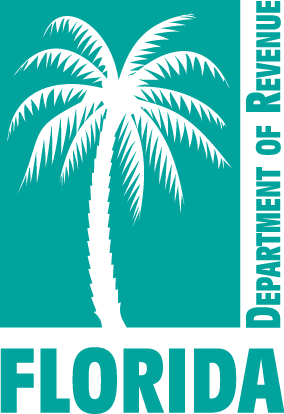 DEPARTMENT OF REVENUE
FLORIDA